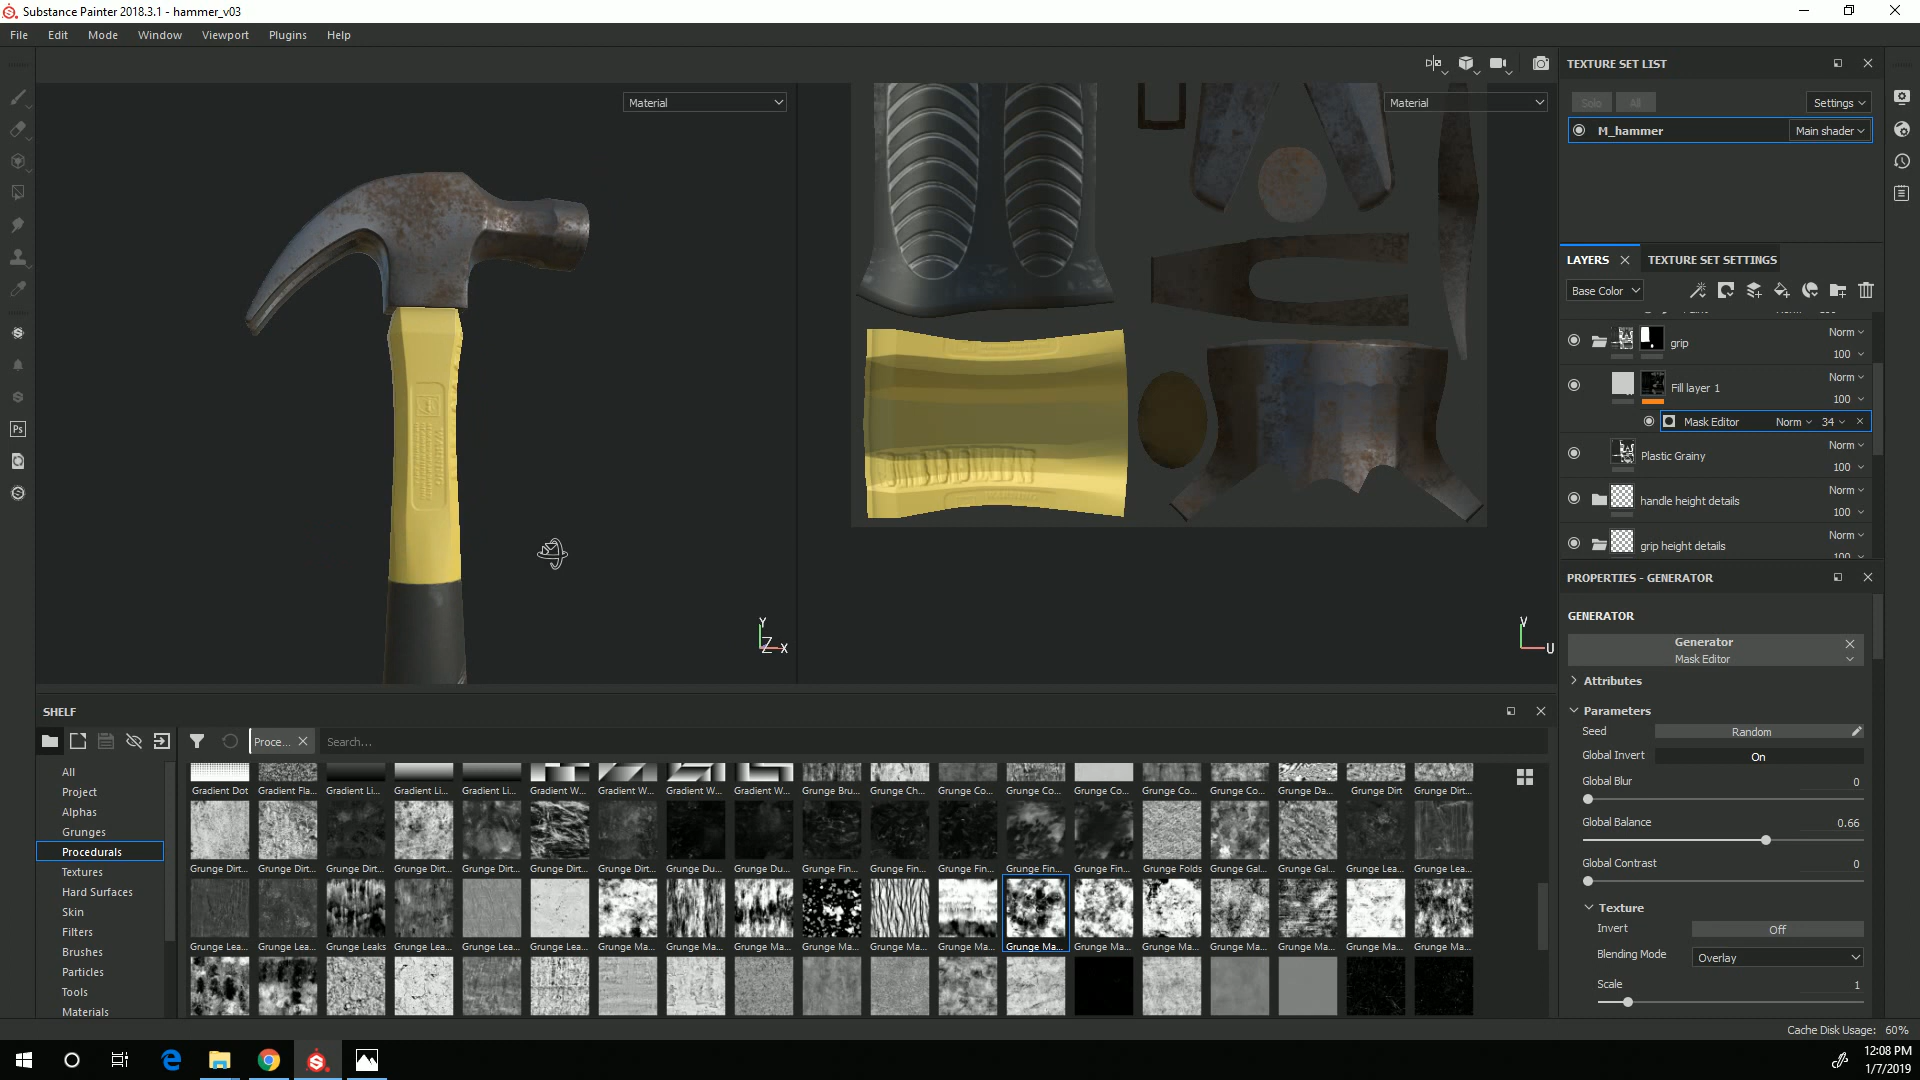 Substance Painter 2018.3.1 - hammer_v03
File Edit Mode Window Viewport Plugins Help
Material
Material
TEXTURE SET LIST
Solo All Settings
M_hammer Main shader
LAYERS TEXTURE SET SETTINGS
Base Color
Norm
grip
100
Norm
Fill layer 1
100
Mask Editor Norm 34
Norm
Plastic Grainy
100
Norm
handle height details
100
Norm
grip height details
100
WARNING
Y
Z X
V
U
PROPERTIES - GENERATOR
GENERATOR
Generator
Mask Editor
Attributes
Parameters
Seed Random
Global Invert On
Global Blur 0
Global Balance 0.66
Global Contrast 0
Texture
Invert Off
Blending Mode Overlay
Scale 1
SHELF
Proce... Search...
All
Project
Alphas
Grunges
Procedurals
Textures
Hard Surfaces
Skin
Filters
Brushes
Particles
Tools
Materials
Gradient Dot Gradient Fla... Gradient Li... Gradient Li... Gradient Li... Gradient W... Gradient W... Gradient W... Gradient W... Grunge Bru... Grunge Ch... Grunge Co... Grunge Co... Grunge Co... Grunge Co... Grunge Co... Grunge Da... Grunge Dirt Grunge Dirt...
Grunge Dirt... Grunge Dirt... Grunge Dirt... Grunge Dirt... Grunge Dirt... Grunge Dirt... Grunge Dirt... Grunge Du... Grunge Du... Grunge Fin... Grunge Fin... Grunge Fin... Grunge Fin... Grunge Fin... Grunge Folds Grunge Gal... Grunge Gal... Grunge Lea... Grunge Lea...
Grunge Lea... Grunge Lea... Grunge Leaks Grunge Lea... Grunge Lea... Grunge Lea... Grunge Ma... Grunge Ma... Grunge Ma... Grunge Ma... Grunge Ma... Grunge Ma... Grunge Ma... Grunge Ma... Grunge Ma... Grunge Ma... Grunge Ma... Grunge Ma... Grunge Ma...
Ps
Cache Disk Usage: 60%
12:08 PM
1/7/2019